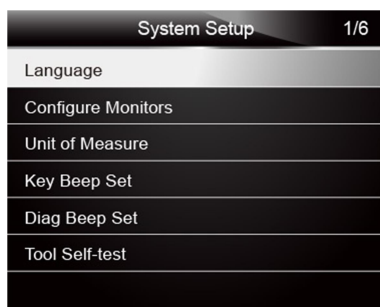 System Setup 1/6
Language
Configure Monitors
Unit of Measure
Key Beep Set
Diag Beep Set
Tool Self-test